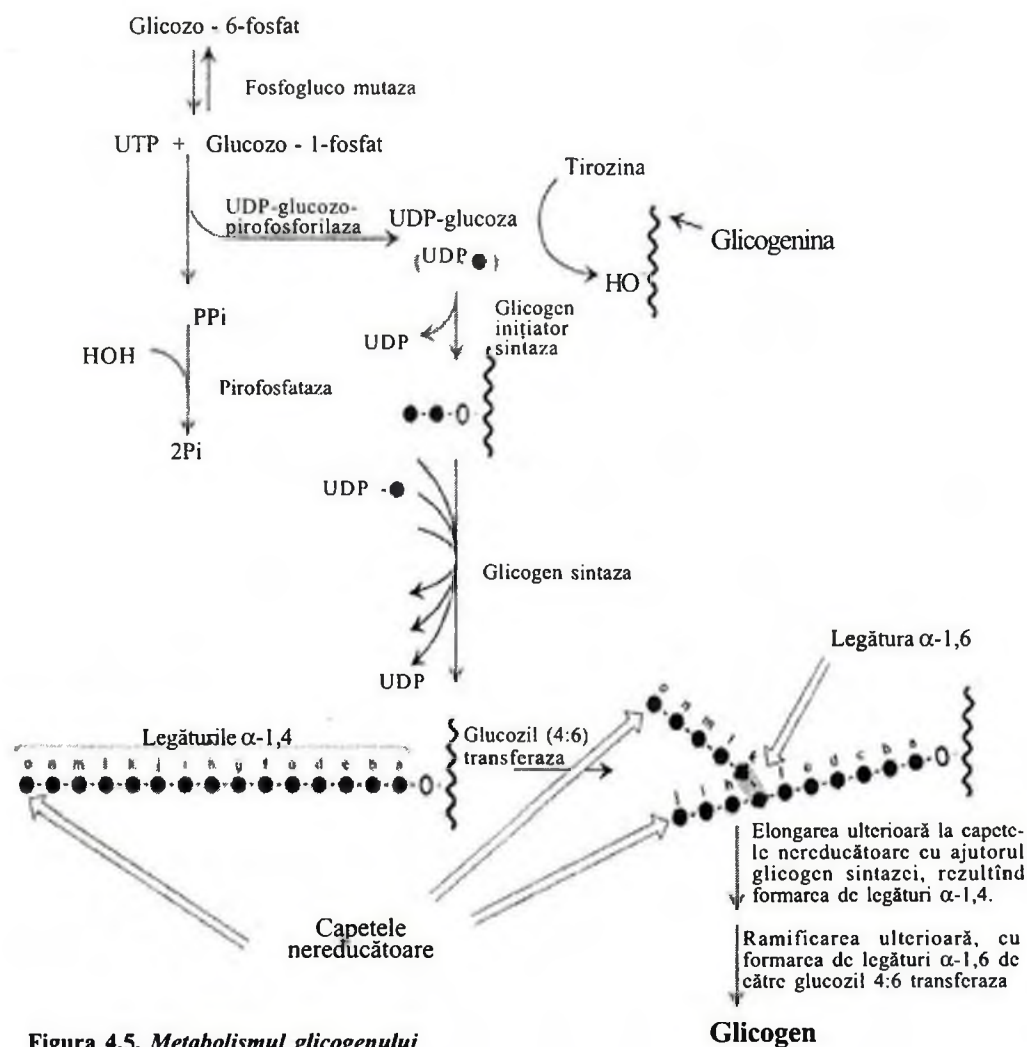 Glicozo - 6-fosfat
Fosfogluco mutaza
UTP + Glucozo - 1-fosfat
Tirozina
UDP-glucozo-
pirofosforilaza
UDP-glucoza
(UDP )
Glicogenina
HO
PPi
UDP
Glicogen
inițiator
sintaza
HOH
Pirofosfataza
2Pi
UDP -
Glicogen sintaza
UDP
Legătura α-1,6
Legăturile α-1,4
Glucozil (4:6)
transferaza
o n m l f
j i h f e d c b a
Elongarea ulterioară la capete-
le nereducătoare cu ajutorul
glicogen sintazei, rezultînd
formarea de legături α-1,4.
Capetele
nereducătoare
Ramificarea ulterioară, cu
formarea de legături α-1,6 de
către glucozil 4:6 transferaza
Glicogen
Figura 4.5. Metabolismul glicogenului